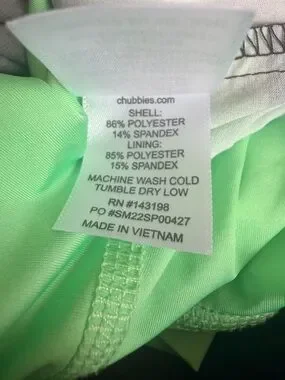 chubbies.com
SHELL:
86% POLYESTER
14% SPANDEX
LINING:
85% POLYESTER
15% SPANDEX
MACHINE WASH COLD
TUMBLE DRY LOW
RN #143198
PO #SM22SP00427
MADE IN VIETNAM